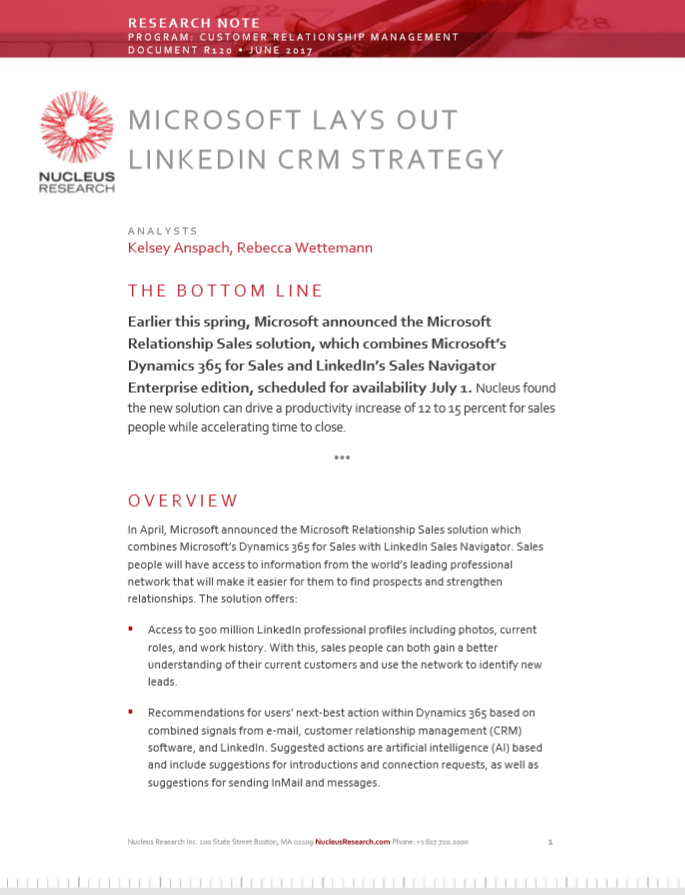 RESEARCH NOTE
PROGRAM: CUSTOMER RELATIONSHIP MANAGEMENT
DOCUMENT R120 • JUNE 2017
MICROSOFT LAYS OUT
LINKEDIN CRM STRATEGY
NUCLEUS
RESEARCH
ANALYSTS
Kelsey Anspach, Rebecca Wettemann
THE BOTTOM LINE
Earlier this spring, Microsoft announced the Microsoft
Relationship Sales solution, which combines Microsoft's
Dynamics 365 for Sales and LinkedIn's Sales Navigator
Enterprise edition, scheduled for availability July 1. Nucleus found
the new solution can drive a productivity increase of 12 to 15 percent for sales
people while accelerating time to close.
•••
OVERVIEW
In April, Microsoft announced the Microsoft Relationship Sales solution which
combines Microsoft's Dynamics 365 for Sales with LinkedIn Sales Navigator. Sales
people will have access to information from the world's leading professional
network that will make it easier for them to find prospects and strengthen
relationships. The solution offers:
▪ Access to 500 million LinkedIn professional profiles including photos, current
roles, and work history. With this, sales people can both gain a better
understanding of their current customers and use the network to identify new
leads.
▪ Recommendations for users' next-best action within Dynamics 365 based on
combined signals from e-mail, customer relationship management (CRM)
software, and LinkedIn. Suggested actions are artificial intelligence (AI) based
and include suggestions for introductions and connection requests, as well as
suggestions for sending InMail and messages.
Nucleus Research Inc. 100 State Street Boston, MA 02109 NucleusResearch.com Phone: +1 617.720.2000 1